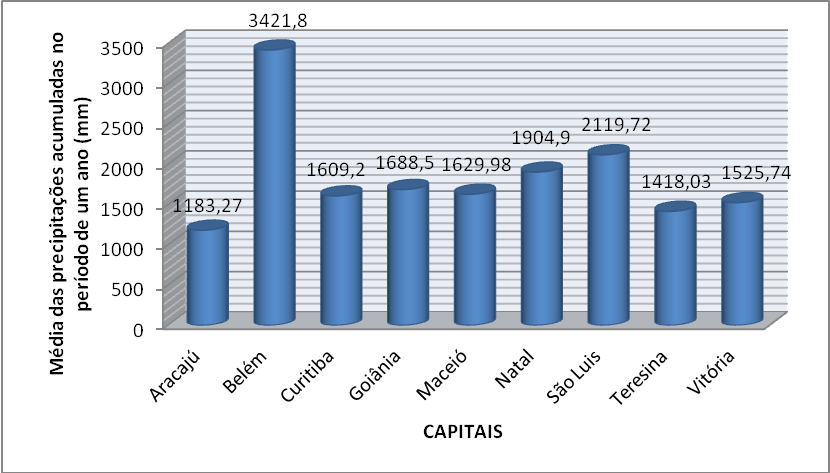 Média das precipitações acumuladas no
período de um ano (mm)
3500
3000
2500
2000
1500
1000
500
0
1183,27
3421,8
1609,2
1688,5
1629,98
1904,9
2119,72
1418,03
1525,74
Aracajú
Belém
Curitiba
Goiânia
Maceió
Natal
São Luis
Teresina
Vitória
CAPITAIS